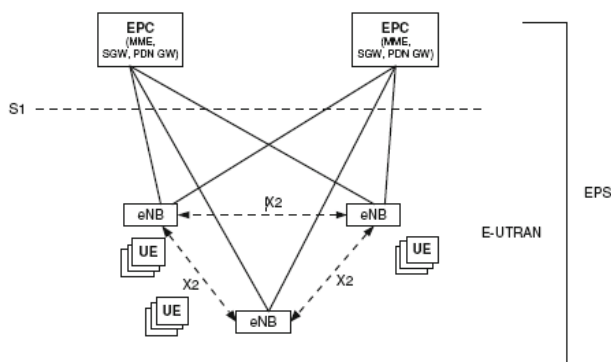 EPC
(MME,
SGW, PDN GW)
EPC
(MME,
SGW, PDN GW)
S1
eNB
X2
eNB
EPS
E-UTRAN
UE
UE
X2
X2
UE
eNB